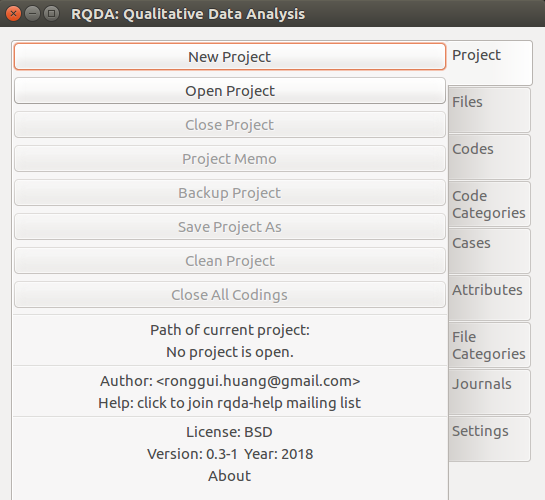 RQDA: Qualitative Data Analysis
New Project
Open Project
Close Project
Project Memo
Backup Project
Save Project As
Clean Project
Close All Codings
Path of current project:
No project is open.
Author: <ronggui.huang@gmail.com>
Help: click to join rqda-help mailing list
License: BSD
Version: 0.3-1 Year: 2018
About
Project
Files
Codes
Code
Categories
Cases
Attributes
File
Categories
Journals
Settings